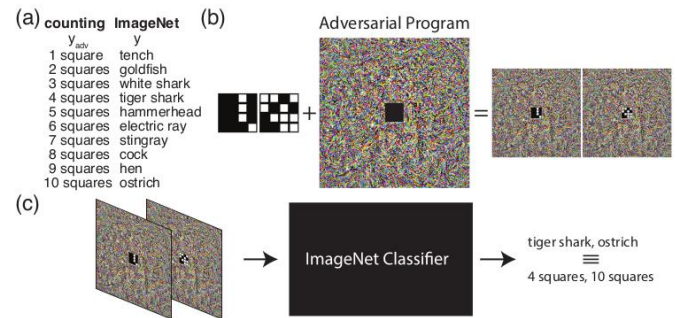 (a) counting ImageNet (b) Adversarial Program
y_adv y
1 square tench
2 squares goldfish
3 squares white shark
4 squares tiger shark
5 squares hammerhead
6 squares electric ray
7 squares stingray
8 squares cock
9 squares hen
10 squares ostrich
+ =
(c)
ImageNet Classifier
tiger shark, ostrich
4 squares, 10 squares